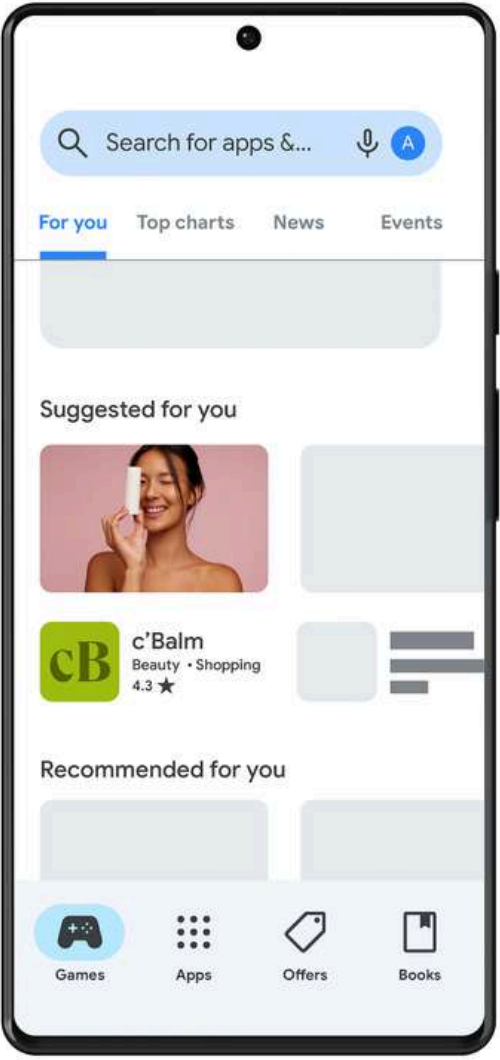 Search for apps &...
A
For you Top charts News Events
Suggested for you
cB
c’Balm
Beauty • Shopping
4.3 ★
Recommended for you
Games Apps Offers Books